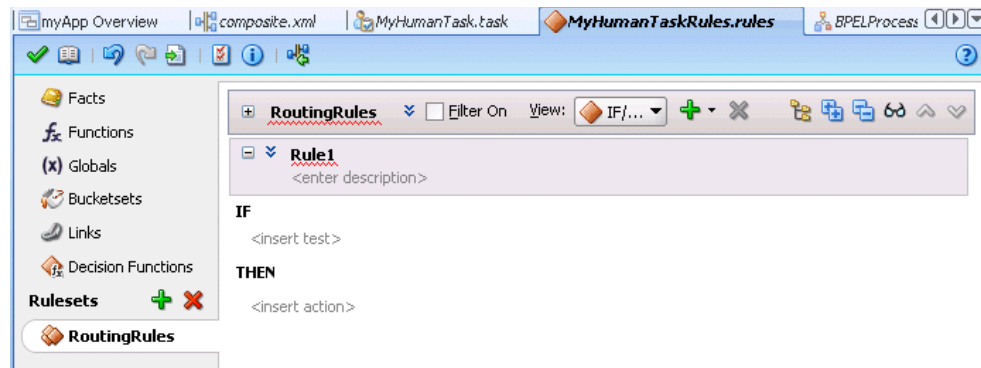 myApp Overview composite.xml MyHumanTask.task MyHumanTaskRules.rules BPELProcess
Facts
Functions
(x) Globals
Bucketsets
Links
Decision Functions
Rulesets
RoutingRules
RoutingRules Filter On View: IF/...
Rule1
<enter description>
IF
<insert test>
THEN
<insert action>